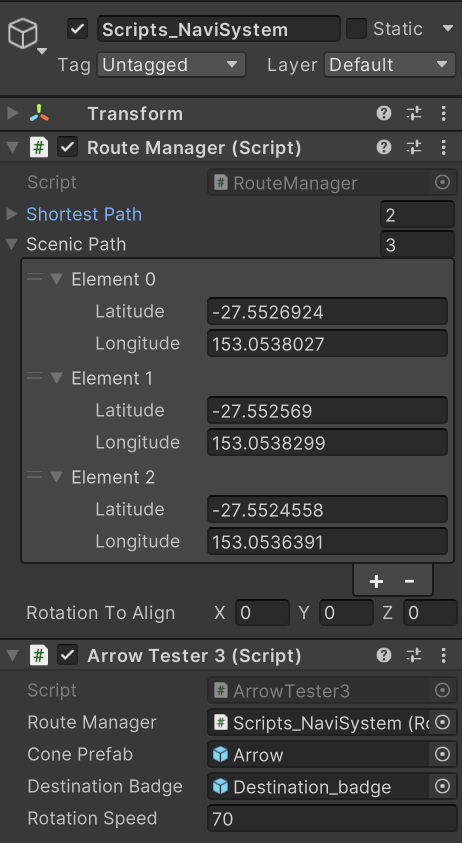 Scripts_NaviSystem Static
Tag Untagged Layer Default
Transform
# Route Manager (Script)
Script # RouteManager
Shortest Path 2
Scenic Path 3
Element 0
Latitude -27.5526924
Longitude 153.0538027
Element 1
Latitude -27.552569
Longitude 153.0538299
Element 2
Latitude -27.5524558
Longitude 153.0536391
+ -
Rotation To Align X 0 Y 0 Z 0
# Arrow Tester 3 (Script)
Script # ArrowTester3
Route Manager # Scripts_NaviSystem (Ro
Cone Prefab Arrow
Destination Badge Destination_badge
Rotation Speed 70